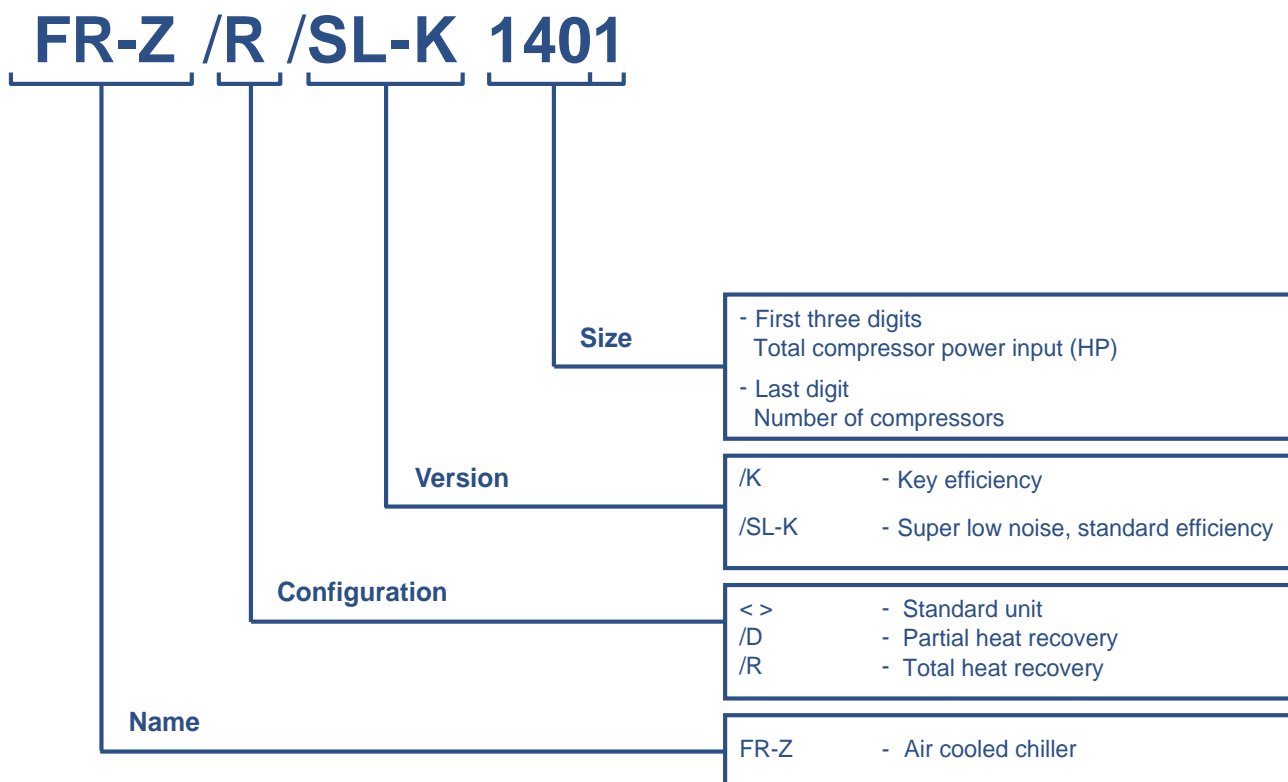 FR-Z /R /SL-K 1401
Size
- First three digits
Total compressor power input (HP)
- Last digit
Number of compressors
Version
/K - Key efficiency
/SL-K - Super low noise, standard efficiency
Configuration
< > - Standard unit
/D - Partial heat recovery
/R - Total heat recovery
Name
FR-Z - Air cooled chiller